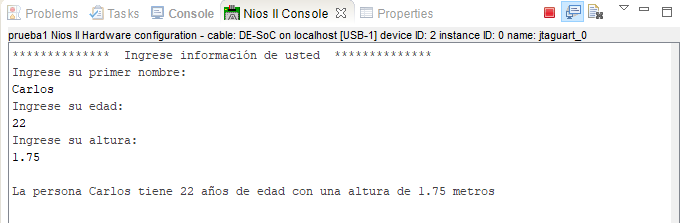 Problems Tasks Console Nios II Console Properties
prueba1 Nios II Hardware configuration - cable: DE-SoC on localhost [USB-1] device ID: 2 instance ID: 0 name: jtaguart_0
************** Ingrese información de usted **************
Ingrese su primer nombre:
Carlos
Ingrese su edad:
22
Ingrese su altura:
1.75
La persona Carlos tiene 22 años de edad con una altura de 1.75 metros